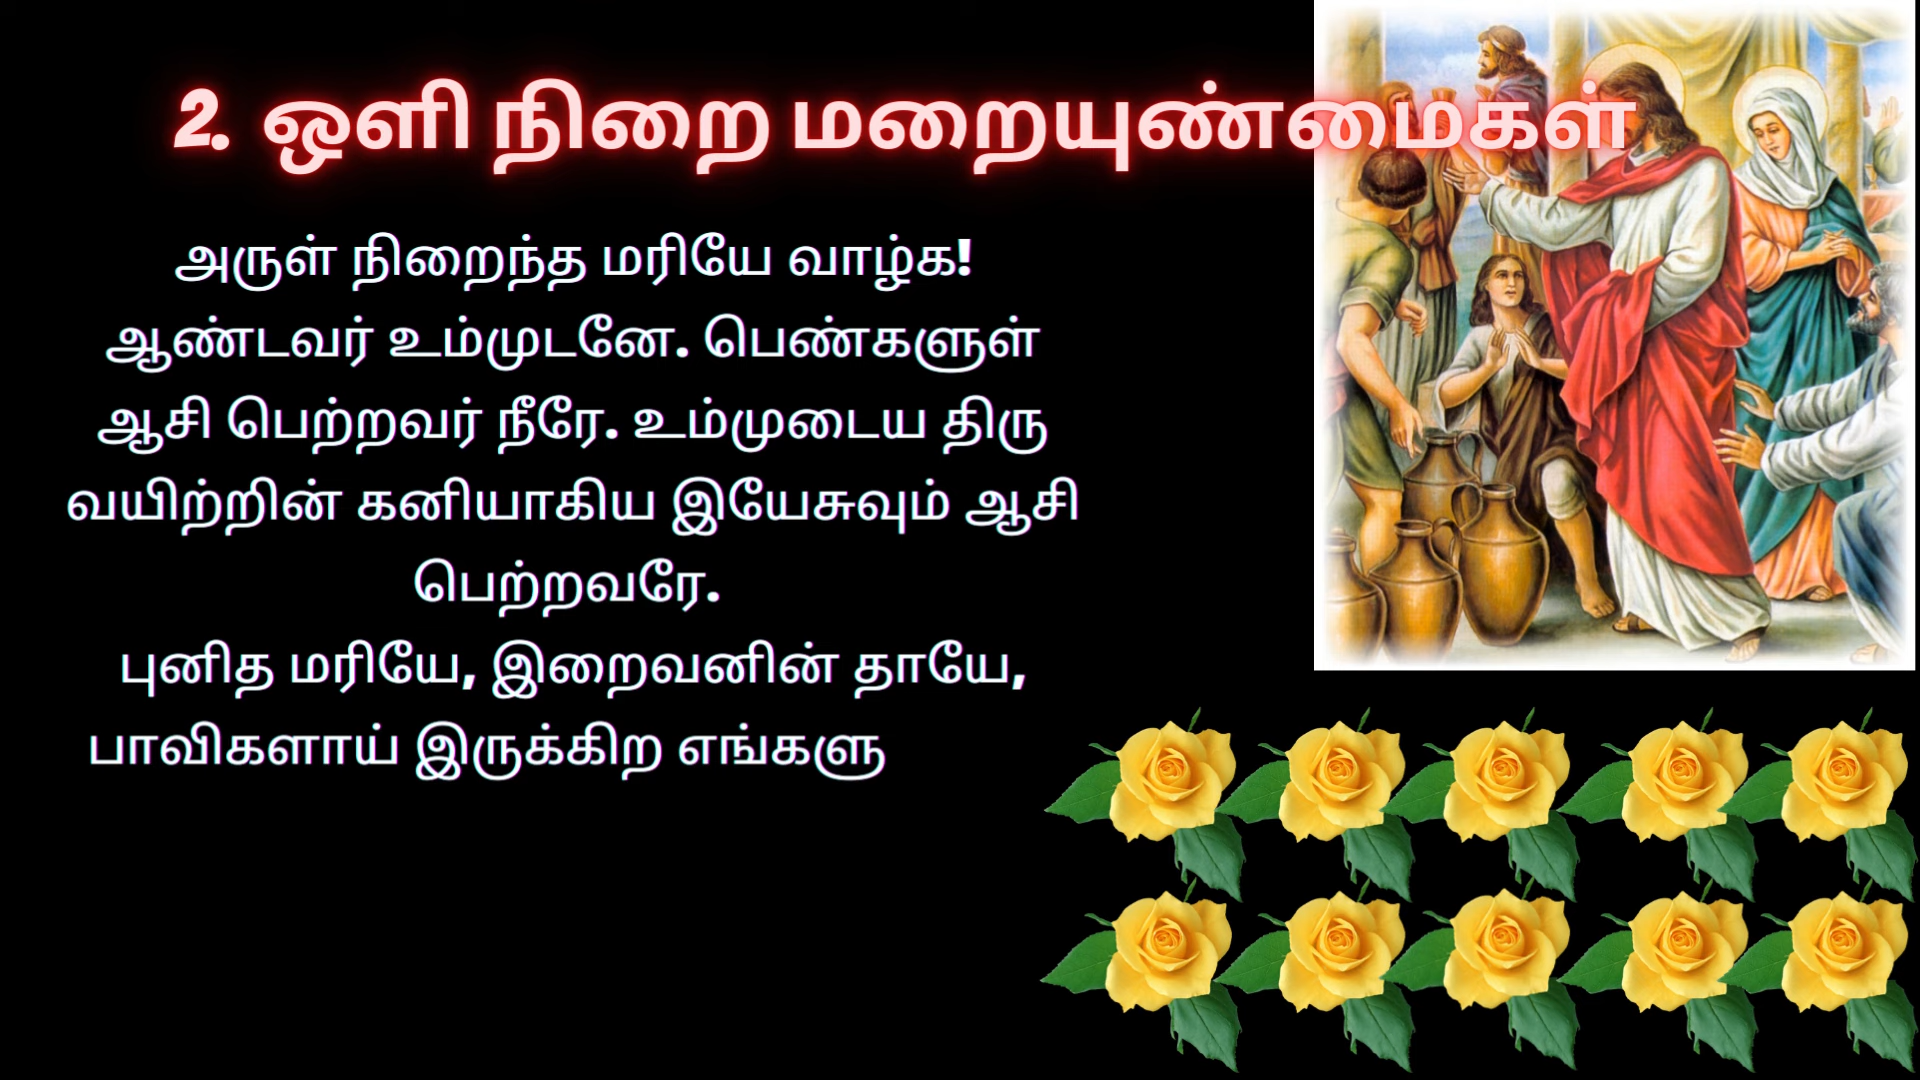 2. ஒளி நிறை மறையுண்மைகள்
அருள் நிறைந்த மரியே வாழ்க!
ஆண்டவர் உம்முடனே. பெண்களுள்
ஆசி பெற்றவர் நீரே. உம்முடைய திரு
வயிற்றின் கனியாகிய இயேசுவும் ஆசி
பெற்றவரே.
புனித மரியே, இறைவனின் தாயே,
பாவிகளாய் இருக்கிற எங்களு